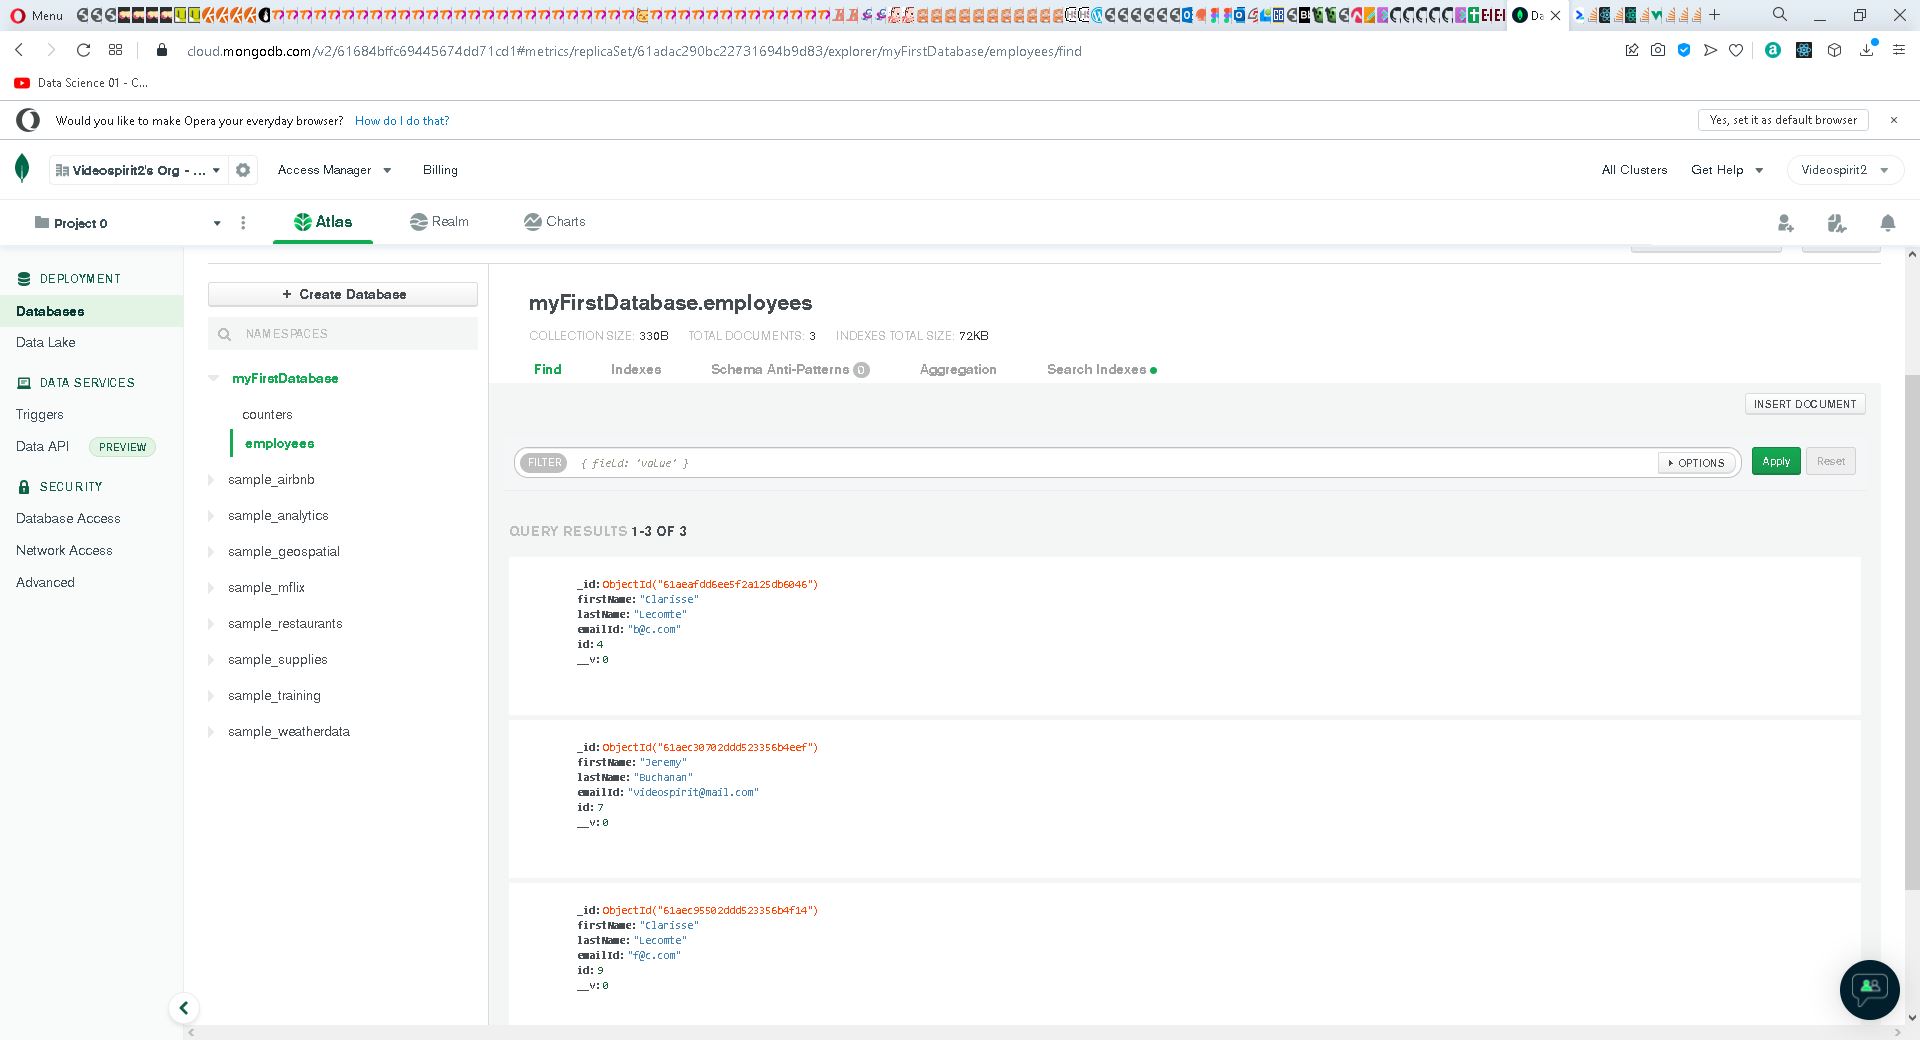 Menu
Da
cloud.mongodb.com/v2/61684bffc69445674dd71cd1#metrics/replicaSet/61adac290bc22731694b9d83/explorer/myFirstDatabase/employees/find
Data Science 01 - C...
Would you like to make Opera your everyday browser? How do I do that?
Yes, set it as default browser
Videospirit2's Org - ...
Access Manager
Billing
All Clusters
Get Help
Videospirit2
Project 0
Atlas
Realm
Charts
DEPLOYMENT
Databases
Data Lake
DATA SERVICES
Triggers
Data API PREVIEW
SECURITY
Database Access
Network Access
Advanced
+ Create Database
NAMESPACES
myFirstDatabase
counters
employees
sample_airbnb
sample_analytics
sample_geospatial
sample_mflix
sample_restaurants
sample_supplies
sample_training
sample_weatherdata
myFirstDatabase.employees
COLLECTION SIZE: 330B TOTAL DOCUMENTS: 3 INDEXES TOTAL SIZE: 72KB
Find Indexes Schema Anti-Patterns 0 Aggregation Search Indexes
INSERT DOCUMENT
FILTER { field: 'value' }
OPTIONS
Apply
Reset
QUERY RESULTS 1-3 OF 3
_id: ObjectId("61aeafdd6ee5f2a125db6046")
firstName: "Clarisse"
lastName: "Lecomte"
emailId: "b@c.com"
id: 4
__v: 0
_id: ObjectId("61aec30702ddd523356b4eef")
firstName: "Jeremy"
lastName: "Buchanan"
emailId: "videospirit@mail.com"
id: 7
__v: 0
_id: ObjectId("61aec95502ddd523356b4f14")
firstName: "Clarisse"
lastName: "Lecomte"
emailId: "f@c.com"
id: 9
__v: 0